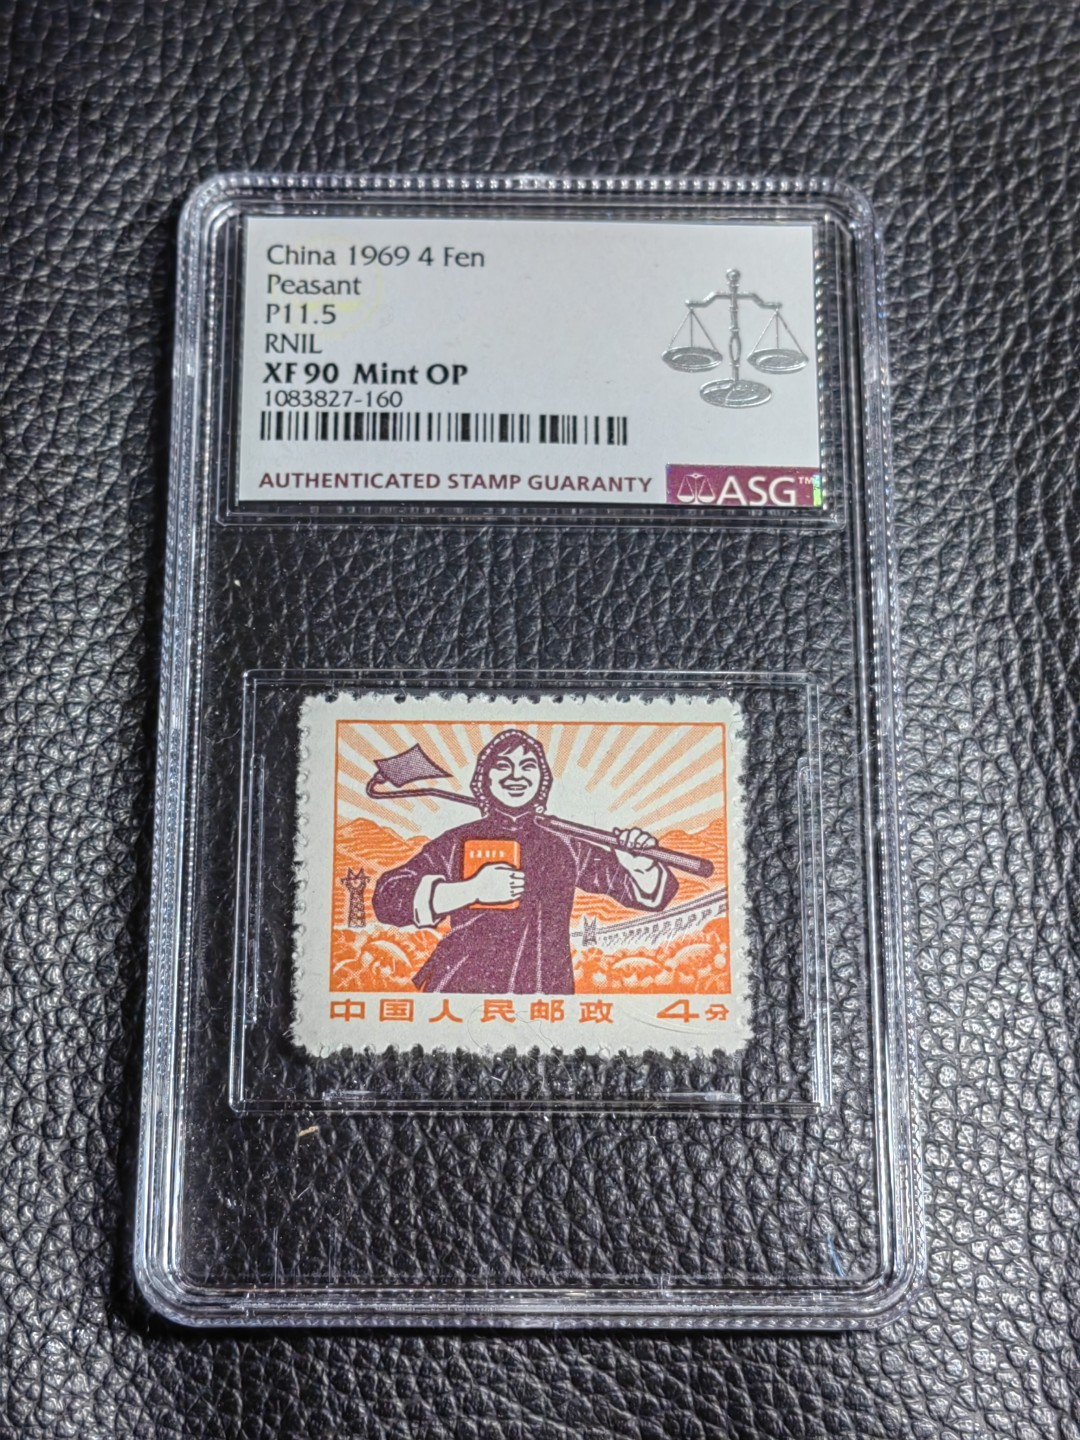 China 1969 4 Fen
Peasant
P11.5
RNIL
XF 90 Mint OP
1083827-160
AUTHENTICATED STAMP GUARANTY
ASG™
中国人民邮政 4分